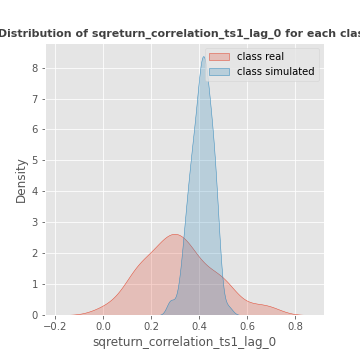 Distribution of sqreturn_correlation_ts1_lag_0 for each clas
class real
class simulated
8
7
6
5
4
3
2
1
0
Density
−0.2 0.0 0.2 0.4 0.6 0.8
sqreturn_correlation_ts1_lag_0